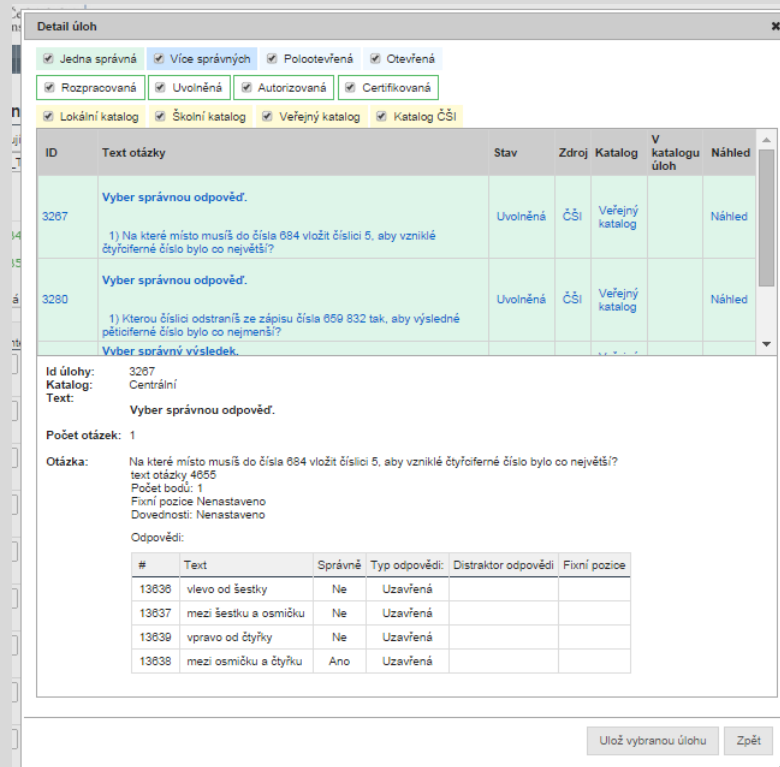 Detail úloh
Jedna správná Více správných Polootevřená Otevřená
Rozpracovaná Uvolněná Autorizovaná Certifikovaná
Lokální katalog Školní katalog Veřejný katalog Katalog ČŠI
ID Text otázky Stav Zdroj Katalog V katalogu úloh Náhled
Vyber správnou odpověď.
3267 Uvolněná ČŠI Veřejný katalog Náhled
1) Na které místo musíš do čísla 684 vložit číslici 5, aby vzniklé
čtyřciferné číslo bylo co největší?
Vyber správnou odpověď.
3280 Uvolněná ČŠI Veřejný katalog Náhled
1) Kterou číslici odstraníš ze zápisu čísla 659 832 tak, aby výsledné
pěticiferné číslo bylo co nejmenší?
Vyber správný výsledek.
Id úlohy: 3267
Katalog: Centrální
Text:
Vyber správnou odpověď.
Počet otázek: 1
Otázka: Na které místo musíš do čísla 684 vložit číslici 5, aby vzniklé čtyřciferné číslo bylo co největší?
text otázky 4655
Počet bodů: 1
Fixní pozice Nenastaveno
Dovednosti: Nenastaveno
Odpovědi:
# Text Správně Typ odpovědi: Distraktor odpovědi Fixní pozice
13636 vlevo od šestky Ne Uzavřená
13637 mezi šestku a osmičku Ne Uzavřená
13639 vpravo od čtyřky Ne Uzavřená
13638 mezi osmičku a čtyřku Ano Uzavřená
Ulož vybranou úlohu Zpět